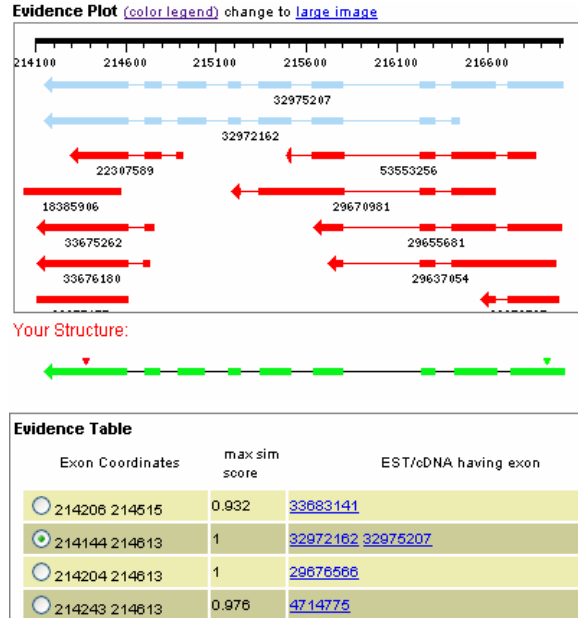 Evidence Plot (color legend) change to large image
214100 214600 215100 215600 216100 216600
32975207
32972162
22307589 53553256
18385906 29670981
33675262 29655681
33676180 29637054
Your Structure:
Evidence Table
Exon Coordinates max sim score EST/cDNA having exon
214206 214515 0.932 33683141
214144 214613 1 32972162 32975207
214204 214613 1 29676566
214243 214613 0.976 4714775